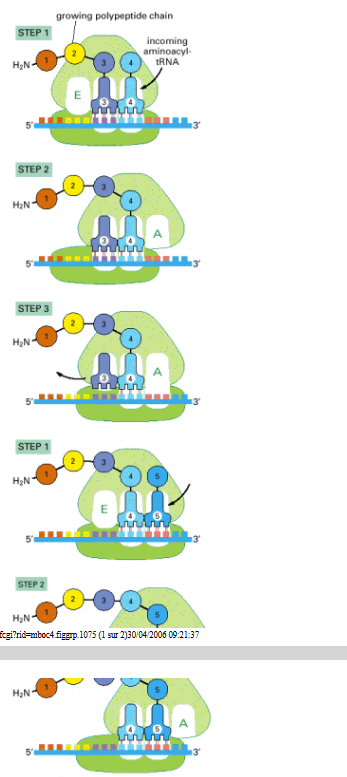 growing polypeptide chain
STEP 1
incoming
aminoacyl-
tRNA
H₂N
1
2
3
4
E
3
4
5′
3′
STEP 2
H₂N
1
2
3
4
A
3
4
5′
3′
STEP 3
H₂N
1
2
3
4
A
3
4
5′
3′
STEP 1
H₂N
1
2
3
4
5
E
4
5
5′
3′
STEP 2
H₂N
1
2
3
4
5
fcgi?rid=mboc4.figgrp.1075 (1 sur 2)30/04/2006 09:21:37
H₂N
1
5
A
4
5
5′
3′